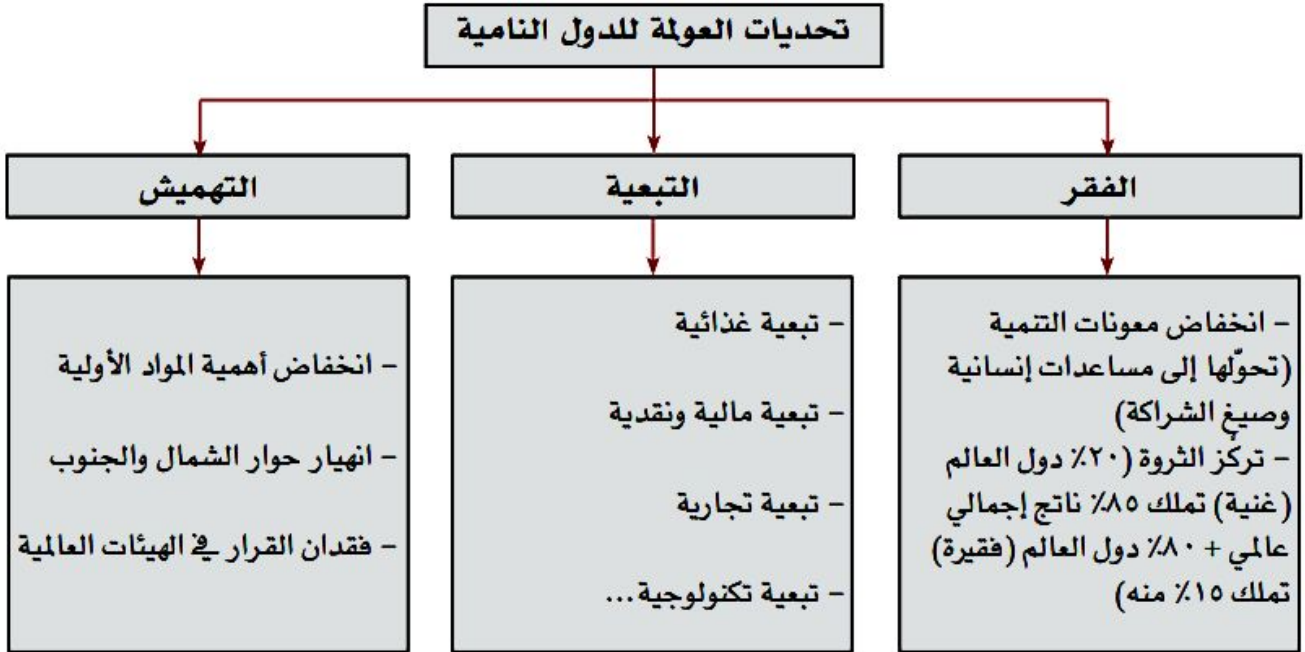 تحديات العولمة للدول النامية
الفقر
التبعية
التهميش
– انخفاض معونات التنمية
(تحوّلها إلى مساعدات إنسانية
وصيغ الشراكة)
– تركّز الثروة (٢٠٪ دول العالم
(غنية) تملك ٨٥٪ ناتج إجمالي
عالمي + ٨٠٪ دول العالم (فقيرة)
تملك ١٥٪ منه)
– تبعية غذائية
– تبعية مالية ونقدية
– تبعية تجارية
– تبعية تكنولوجية...
– انخفاض أهمية المواد الأولية
– انهيار حوار الشمال والجنوب
– فقدان القرار في الهيئات العالمية